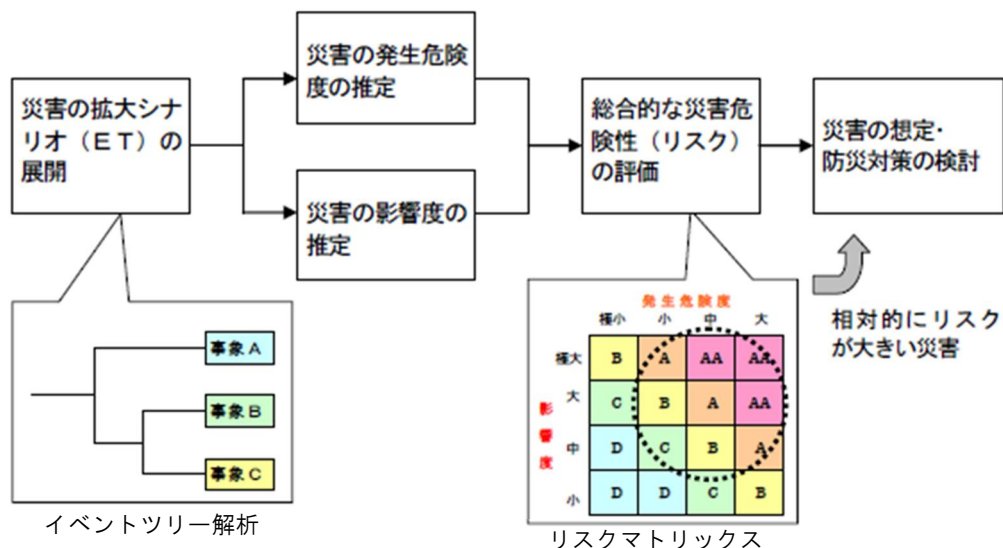 災害の拡大シナ
リオ（ＥＴ）の
展開
災害の発生危険
度の推定
災害の影響度の
推定
総合的な災害危
険性（リスク）
の評価
災害の想定・
防災対策の検討
相対的にリスク
が大きい災害
事象Ａ
事象Ｂ
事象Ｃ
イベントツリー解析
発生危険度
極小 小 中 大
影響度
極大 B A AA AA
大 C B A AA
中 D C B A
小 D D C B
リスクマトリックス